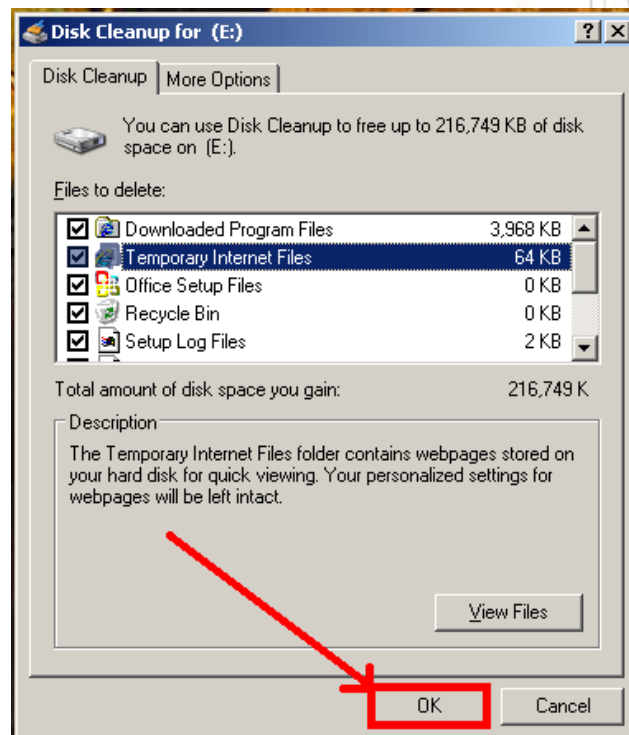 Disk Cleanup for (E:)
Disk Cleanup
More Options
You can use Disk Cleanup to free up to 216,749 KB of disk
space on (E:).
Files to delete:
Downloaded Program Files 3,968 KB
Temporary Internet Files 64 KB
Office Setup Files 0 KB
Recycle Bin 0 KB
Setup Log Files 2 KB
Total amount of disk space you gain: 216,749 K
Description
The Temporary Internet Files folder contains webpages stored on
your hard disk for quick viewing. Your personalized settings for
webpages will be left intact.
View Files
OK
Cancel